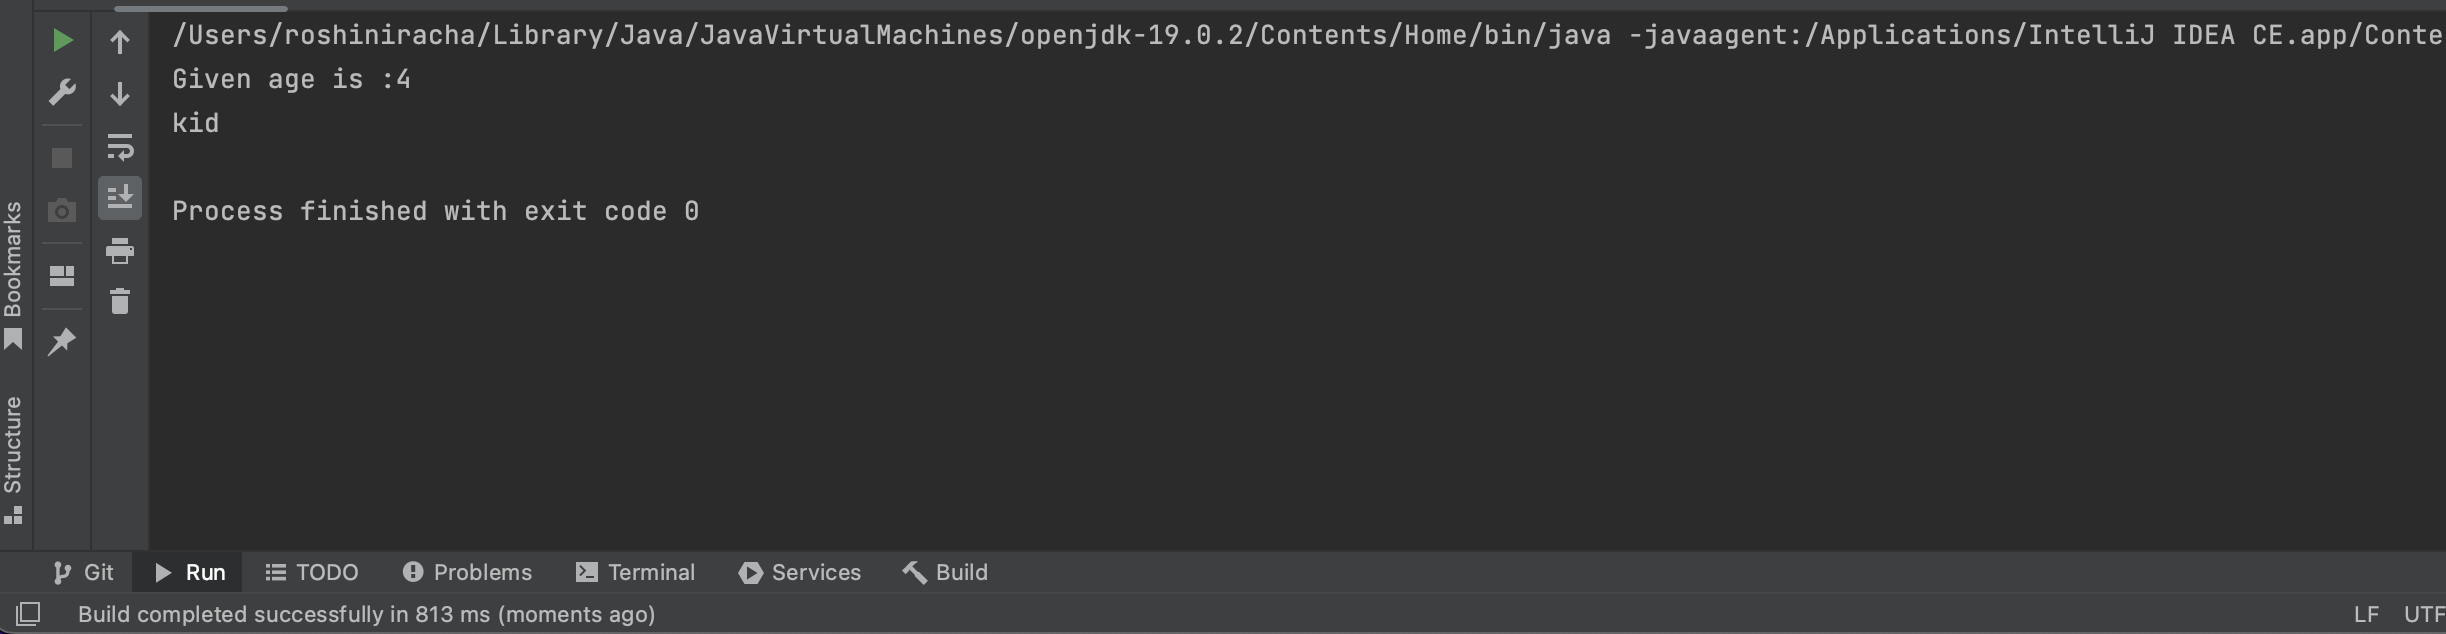 /Users/roshiniracha/Library/Java/JavaVirtualMachines/openjdk-19.0.2/Contents/Home/bin/java -javaagent:/Applications/IntelliJ IDEA CE.app/Conte
Given age is :4
kid
Process finished with exit code 0
Bookmarks
Structure
Git Run TODO Problems Terminal Services Build
Build completed successfully in 813 ms (moments ago) LF UTF